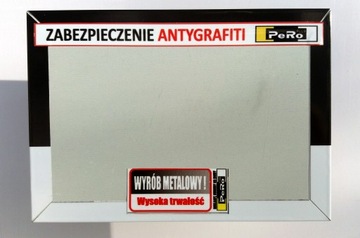 ZABEZPIECZENIE ANTYGRAFITI PeRo
WYRÓB METALOWY !
Wysoka trwałość
PeRo